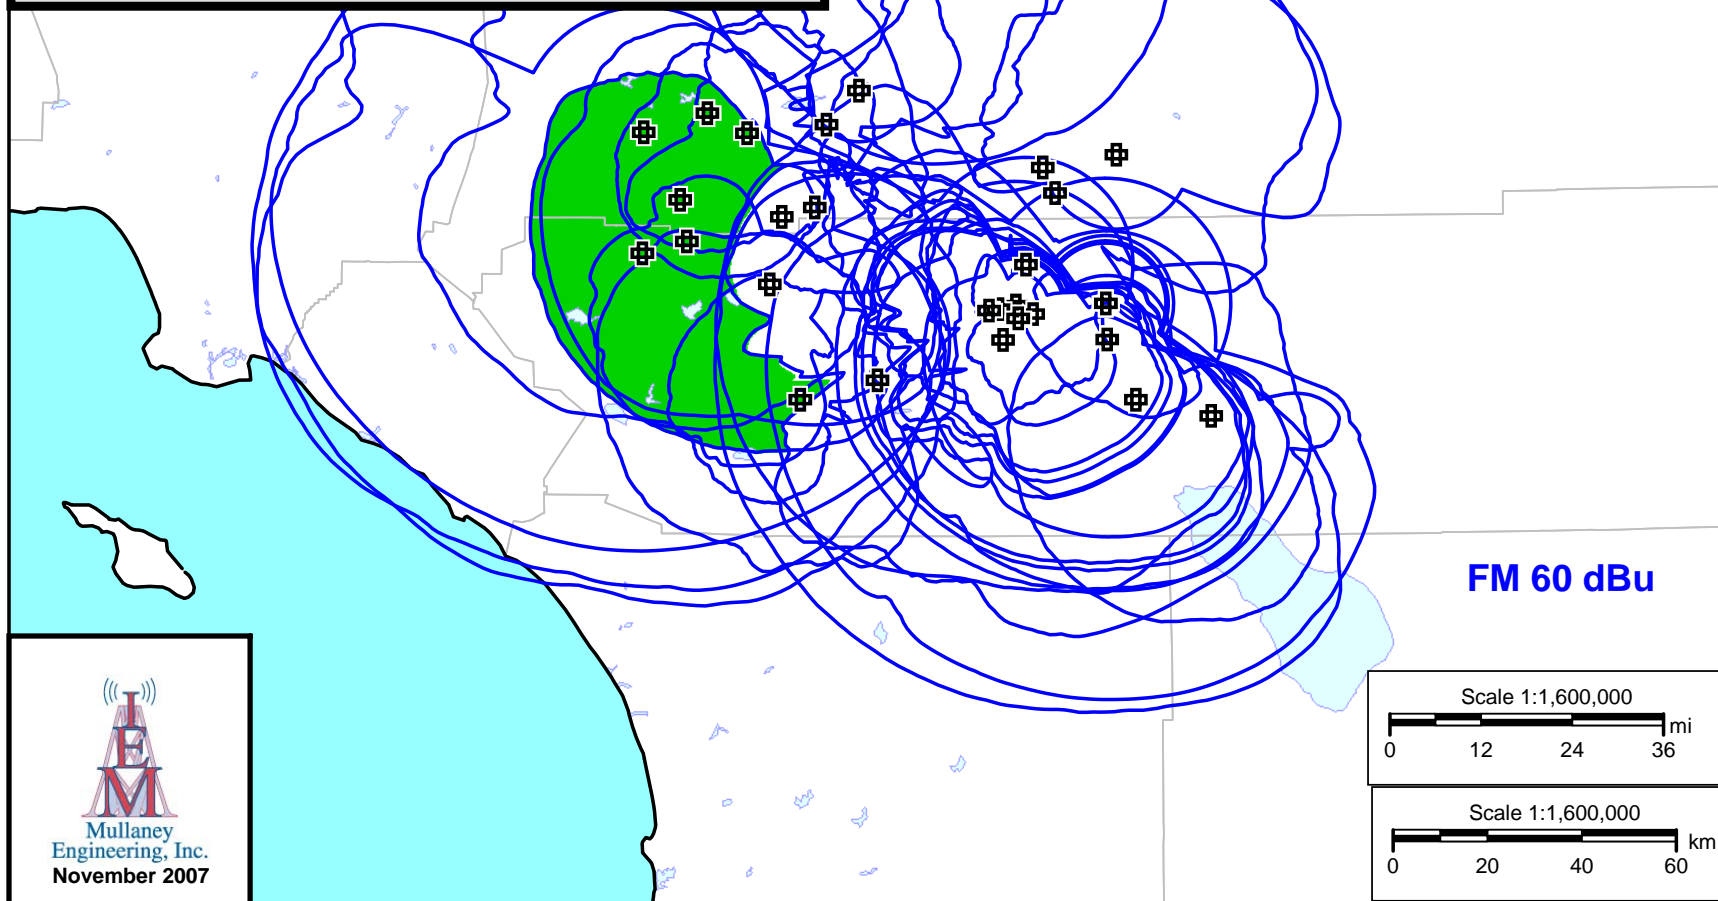 FM 60 dBu
Scale 1:1,600,000
mi
0 12 24 36
Scale 1:1,600,000
km
0 20 40 60
IEM
Mullaney
Engineering, Inc.
November 2007